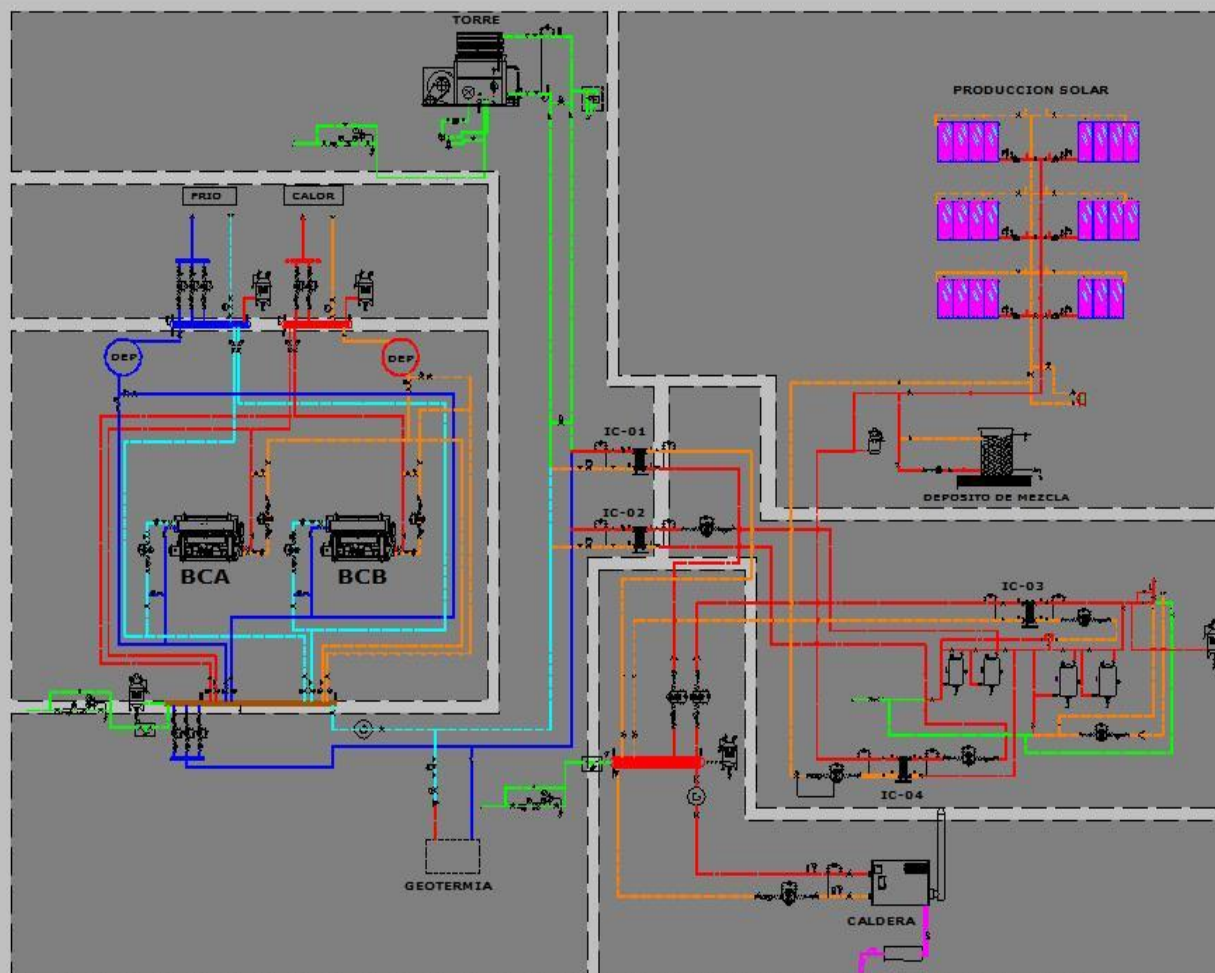 TORRE
PRODUCCION SOLAR
FRIO
CALOR
DEP
DEP
IC-01
DEPOSITO DE MEZCLA
IC-02
BCA
BCB
IC-03
IC-04
GEOTERMIA
CALDERA